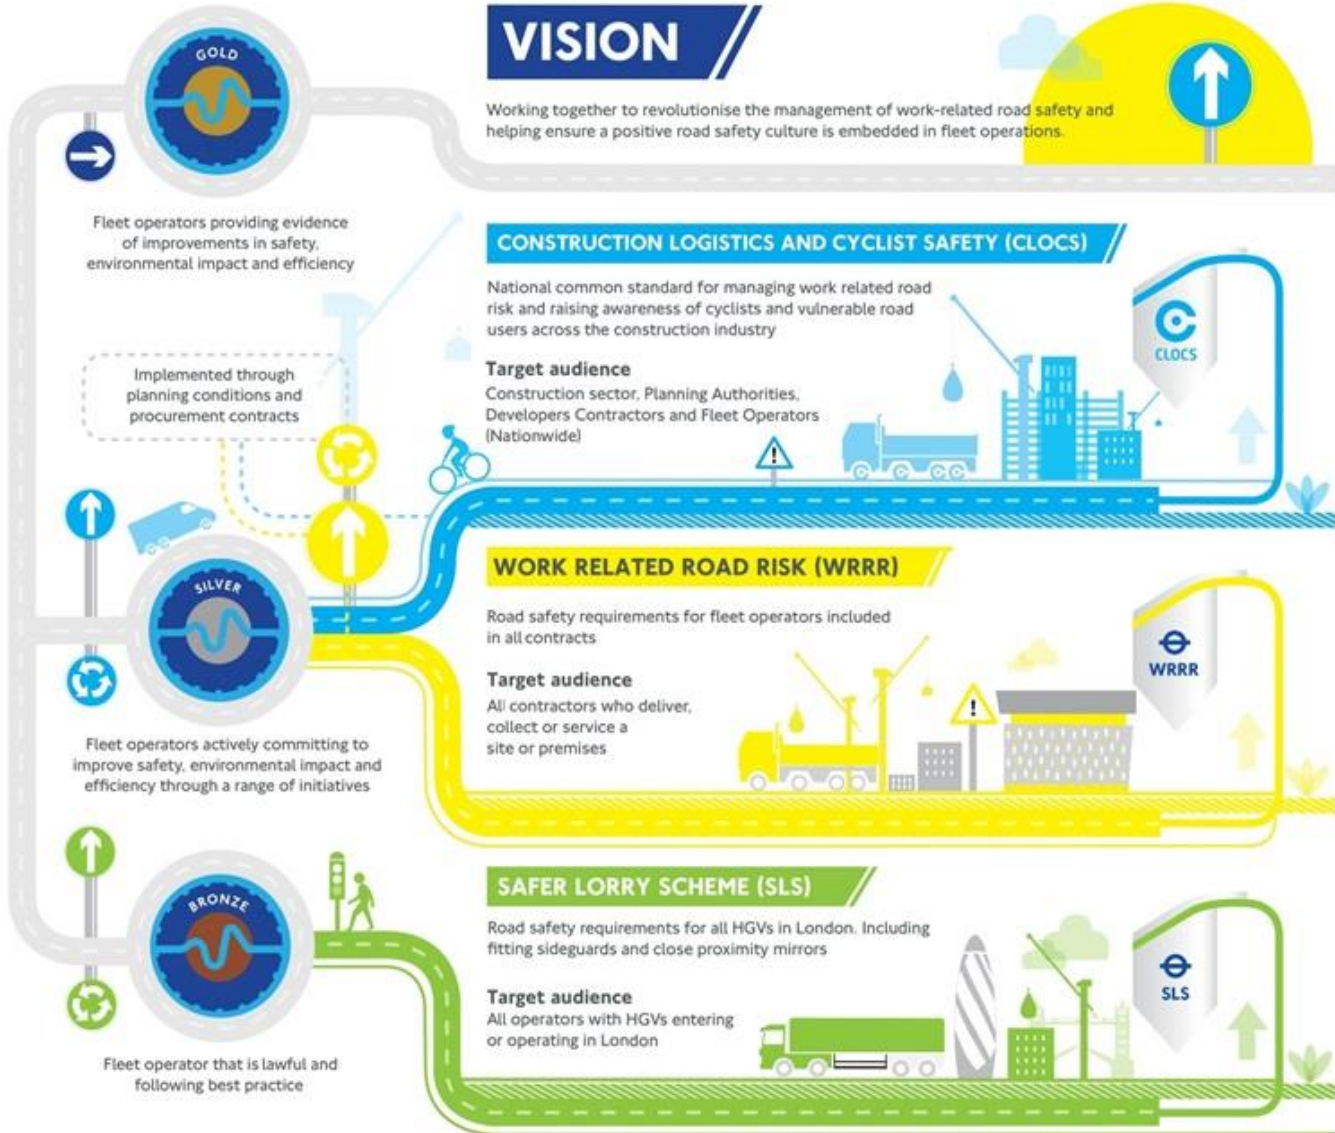 GOLD
VISION
Working together to revolutionise the management of work-related road safety and
helping ensure a positive road safety culture is embedded in fleet operations.
Fleet operators providing evidence
of improvements in safety,
environmental impact and efficiency
CONSTRUCTION LOGISTICS AND CYCLIST SAFETY (CLOCS)
National common standard for managing work related road
risk and raising awareness of cyclists and vulnerable road
users across the construction industry
Target audience
Construction sector, Planning Authorities,
Developers Contractors and Fleet Operators
(Nationwide)
CLOCS
!
Implemented through
planning conditions and
procurement contracts
SILVER
WORK RELATED ROAD RISK (WRRR)
Road safety requirements for fleet operators included
in all contracts
Target audience
All contractors who deliver,
collect or service a
site or premises
WRRR
!
Fleet operators actively committing to
improve safety, environmental impact and
efficiency through a range of initiatives
BRONZE
SAFER LORRY SCHEME (SLS)
Road safety requirements for all HGVs in London. Including
fitting sideguards and close proximity mirrors
Target audience
All operators with HGVs entering
or operating in London
SLS
Fleet operator that is lawful and
following best practice